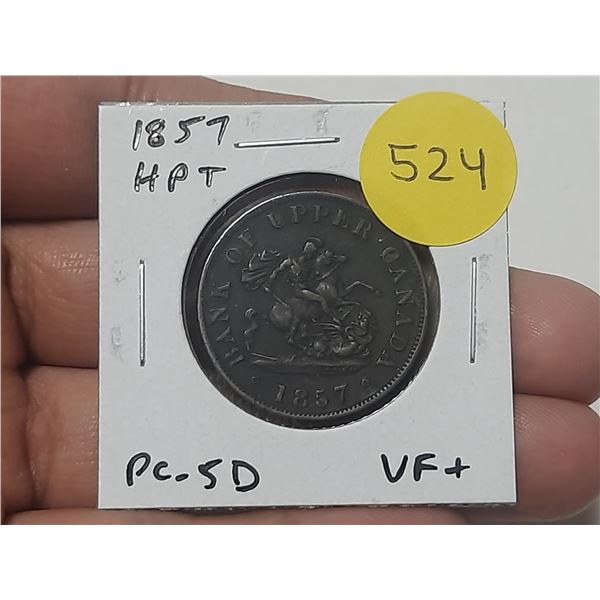 1857
HPT
524
BANK OF UPPER CANADA
1857
PC-5D
VF+